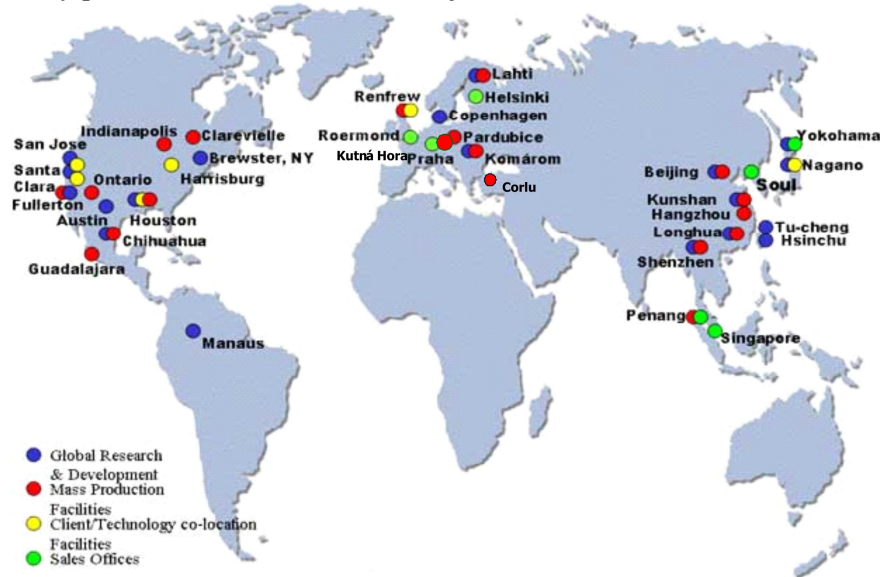 Lahti
Renfrew
Helsinki
Copenhagen
Indianapolis
Clarevielle
Roermond
Pardubice
Yokohama
San Jose
Kutná Hora
Praha
Komárom
Brewster, NY
Nagano
Santa
Clara
Ontario
Harrisburg
Beijing
Soul
Corlu
Fullerton
Kunshan
Austin
Houston
Hangzhou
Tu-cheng
Chihuahua
Longhua
Hsinchu
Guadalajara
Shenzhen
Penang
Singapore
Manaus
Global Research
& Development
Mass Production
Facilities
Client/Technology co-location
Facilities
Sales Offices